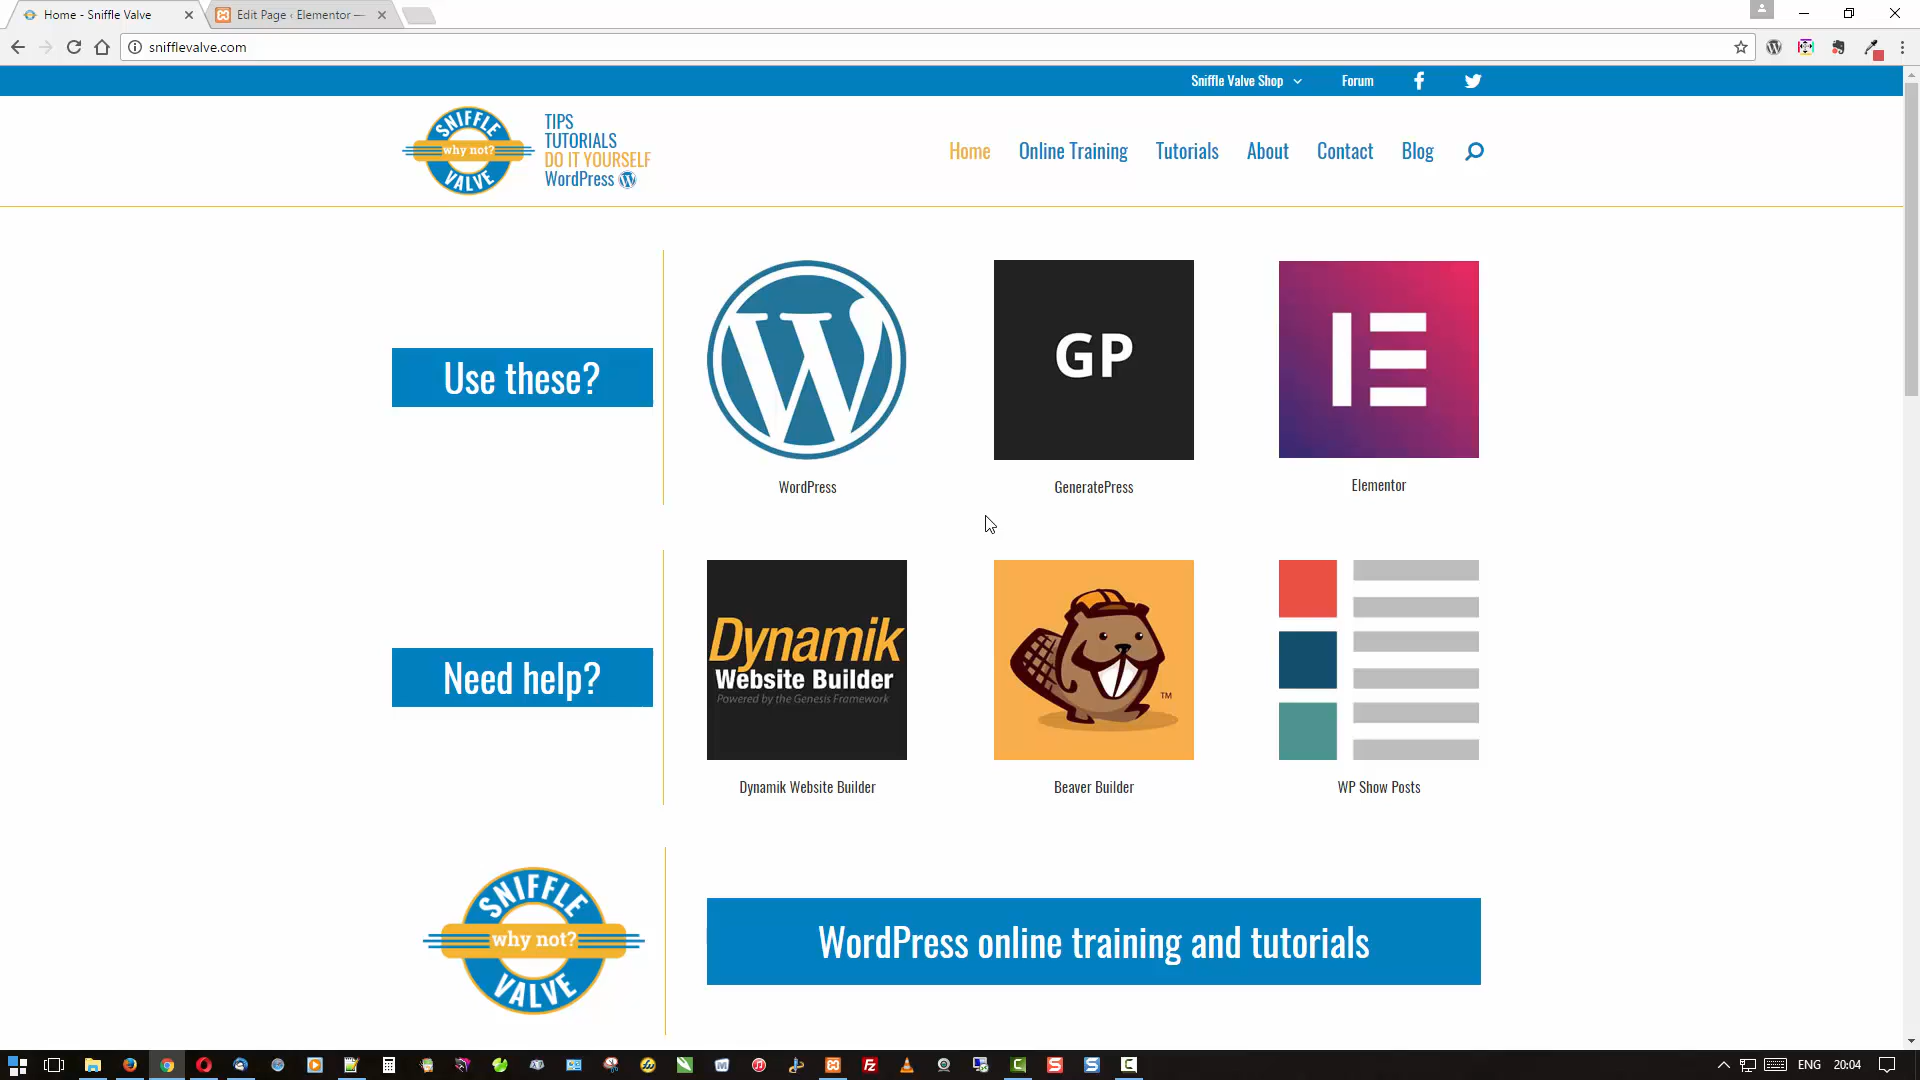 Home - Sniffle Valve
Edit Page ‹ Elementor —
snifflevalve.com
Sniffle Valve Shop
Forum
SNIFFLE
why not?
VALVE
TIPS
TUTORIALS
DO IT YOURSELF
WordPress
Home
Online Training
Tutorials
About
Contact
Blog
Use these?
GP
WordPress
GeneratePress
Elementor
Need help?
Dynamik
Website Builder
Powered by the Genesis Framework
TM
Dynamik Website Builder
Beaver Builder
WP Show Posts
SNIFFLE
why not?
VALVE
WordPress online training and tutorials
ENG
20:04